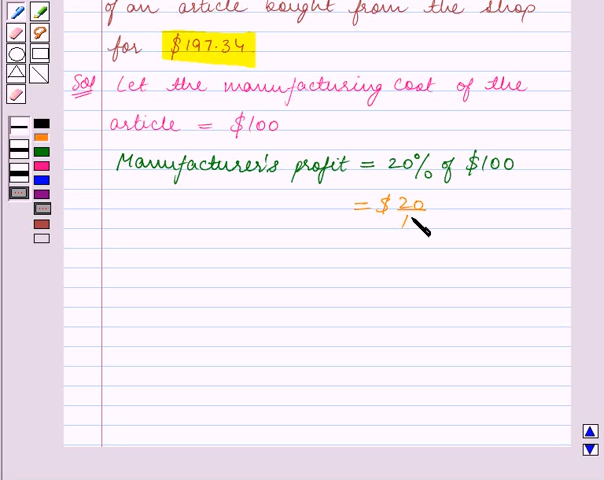 of an article bought from the shop
for $197.34
Sol Let the manufacturing cost of the
article = $100
Manufacturer's profit = 20% of $100
= $ 20
1